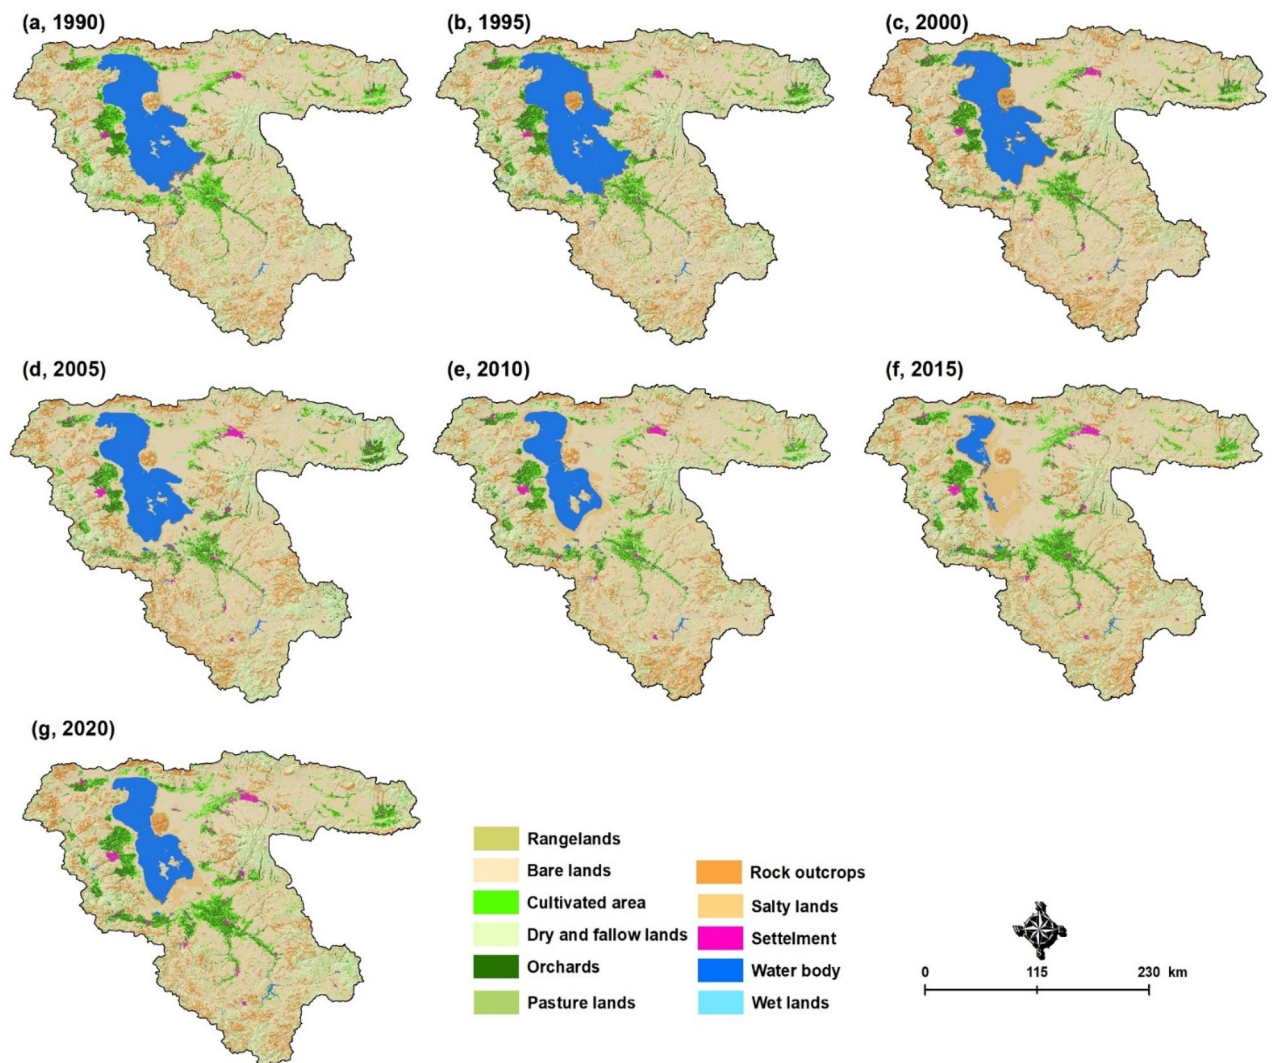 (a, 1990)
(b, 1995)
(c, 2000)
(d, 2005)
(e, 2010)
(f, 2015)
(g, 2020)
Rangelands
Bare lands
Cultivated area
Dry and fallow lands
Orchards
Pasture lands
Rock outcrops
Salty lands
Settelment
Water body
Wet lands
0 115 230 km